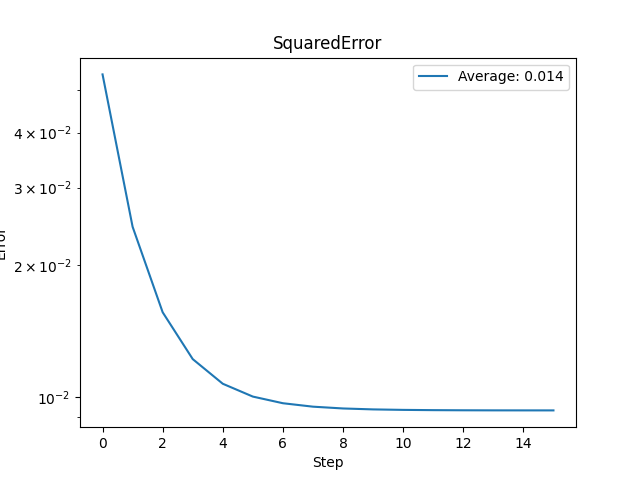 SquaredError
Average: 0.014
4 × 10⁻²
3 × 10⁻²
2 × 10⁻²
10⁻²
Error
0 2 4 6 8 10 12 14
Step